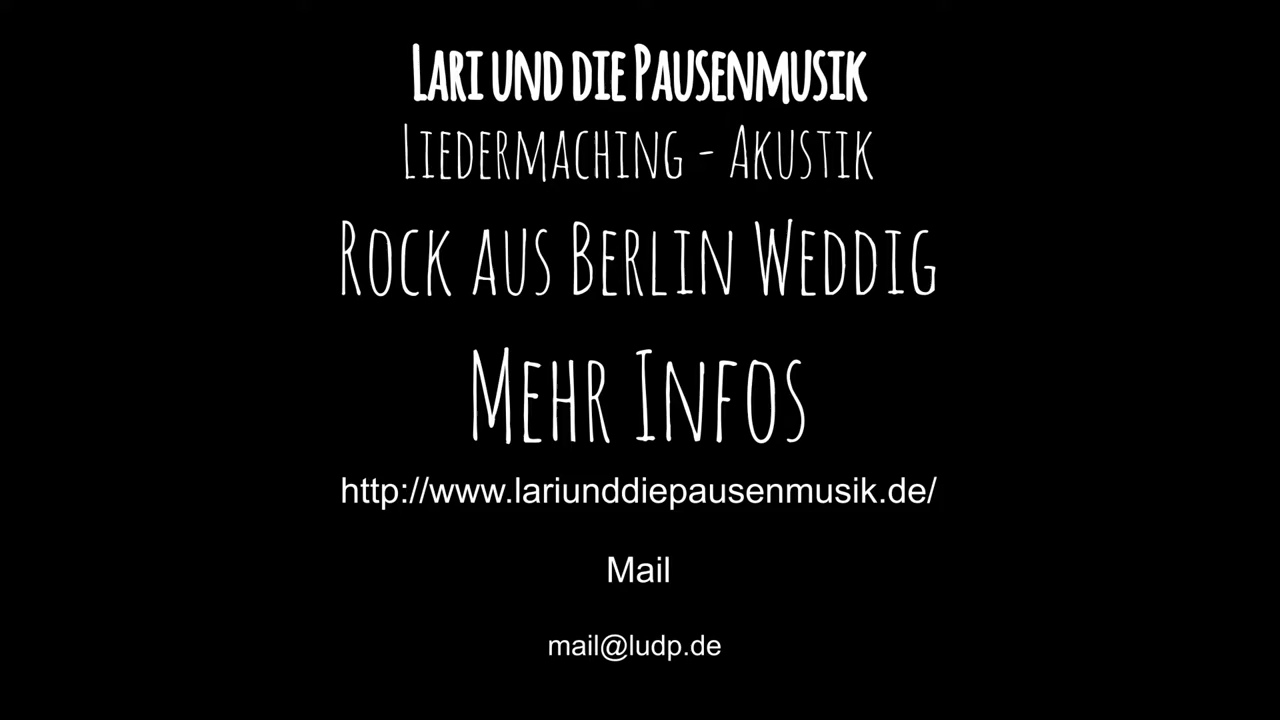 Lari und die Pausenmusik
Liedermaching - Akustik
Rock aus Berlin Weddig
Mehr Infos
http://www.lariunddiepausenmusik.de/
Mail
mail@ludp.de